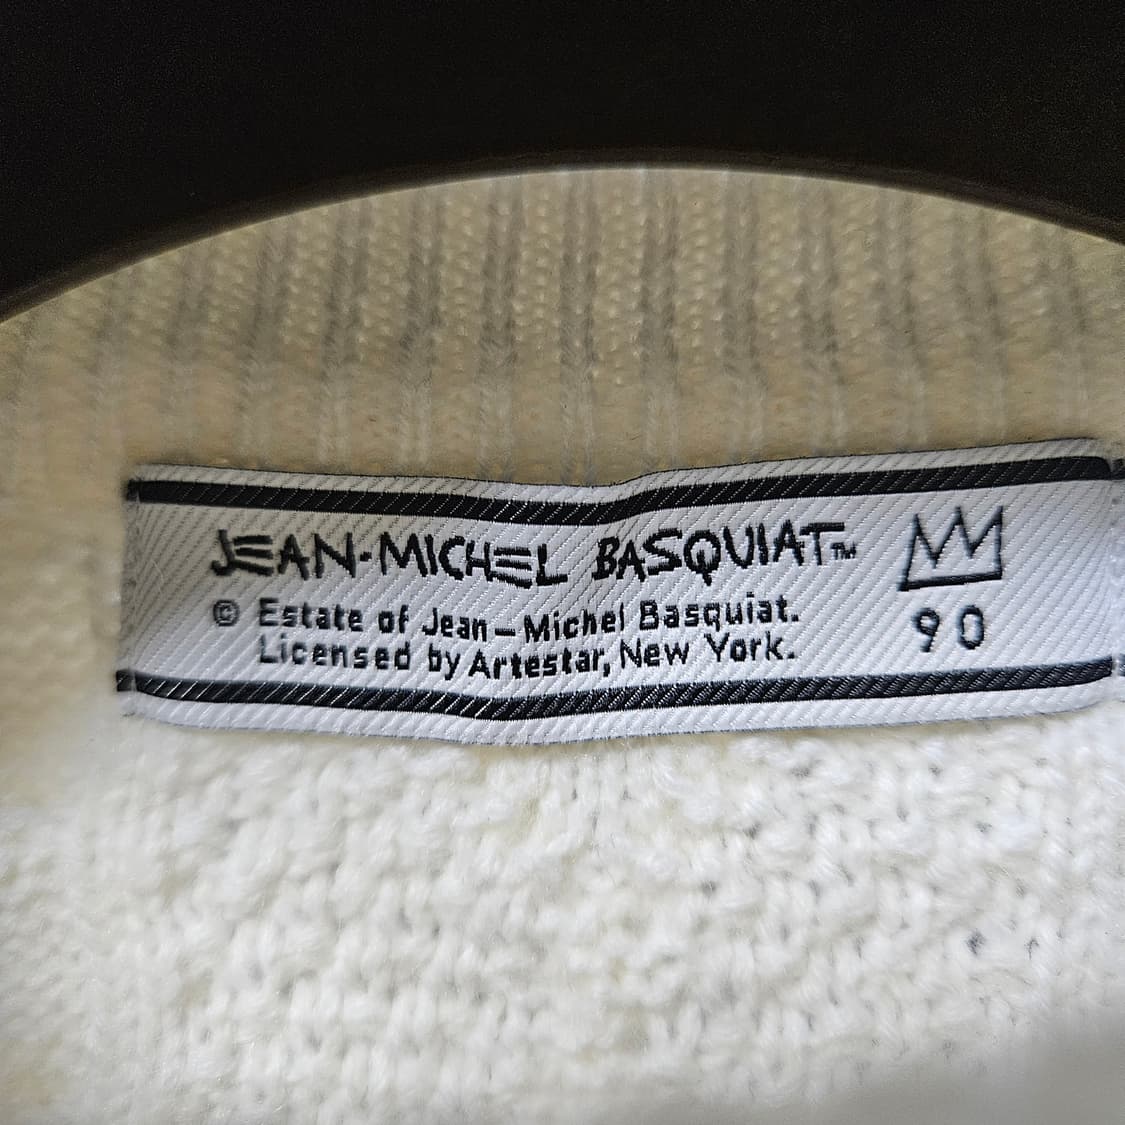 JEAN-MICHEL BASQUIAT™
© Estate of Jean-Michel Basquiat.
Licensed by Artestar, New York.
90